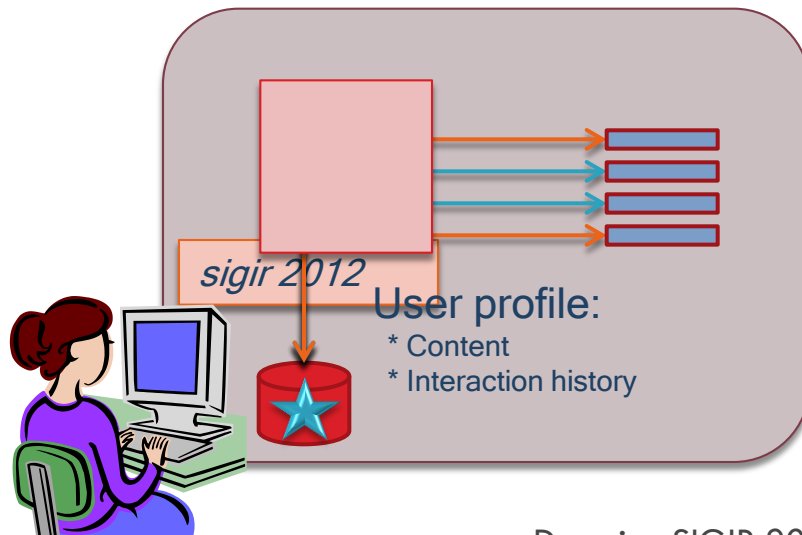 sigir 2012
User profile:
* Content
* Interaction history